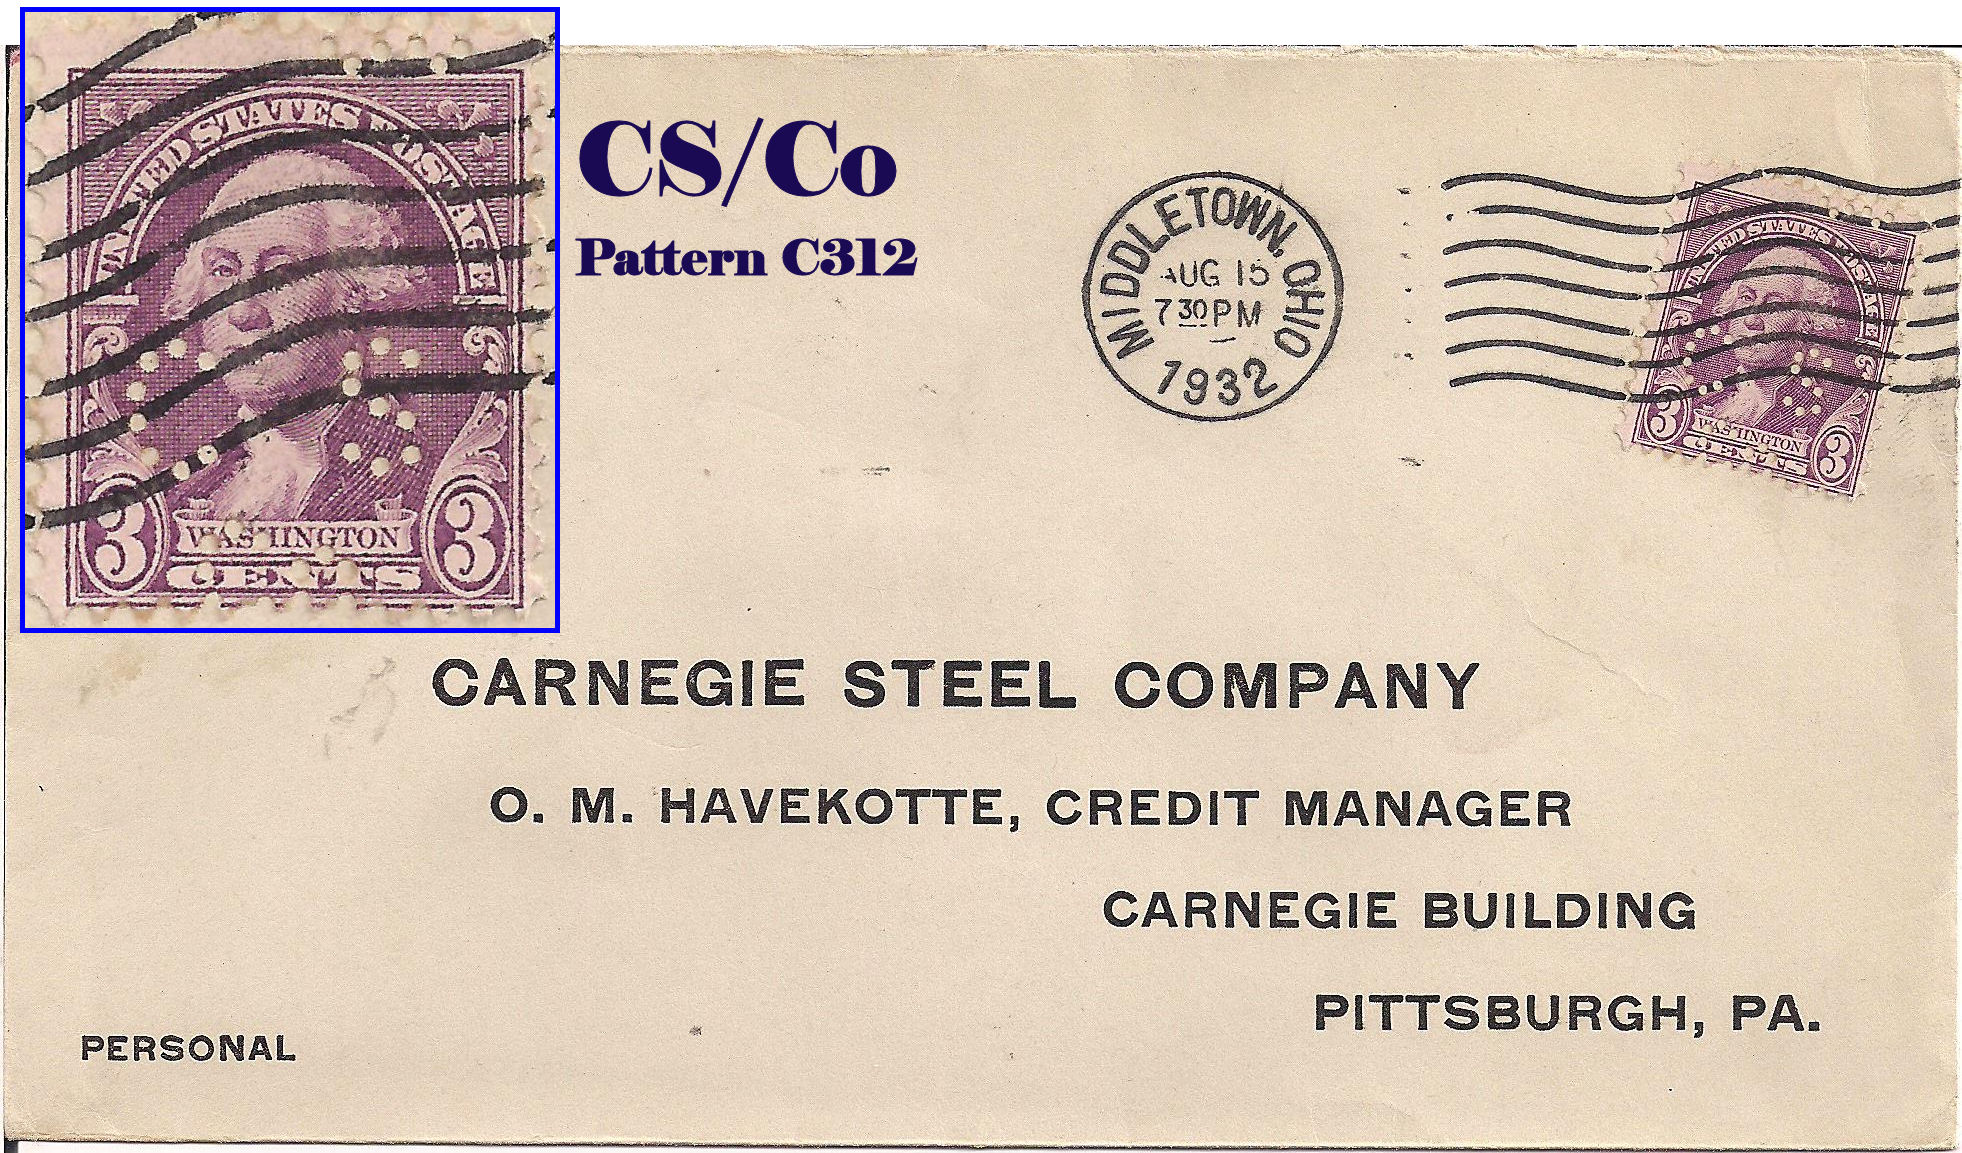 UNITED STATES POSTAGE
3 WASHINGTON 3
CENTS
CS/Co
Pattern C312
MIDDLETOWN, OHIO
AUG 15
7 30 PM
1932
UNITED STATES POSTAGE
3 WASHINGTON 3
CENTS
CARNEGIE STEEL COMPANY
O. M. HAVEKOTTE, CREDIT MANAGER
CARNEGIE BUILDING
PITTSBURGH, PA.
PERSONAL